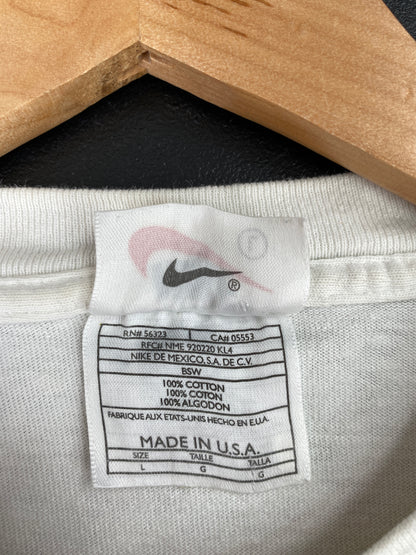 ®
RN# 56323 CA# 05553
RFC# NME 920220 KL4
NIKE DE MEXICO, S.A. DE C.V.
BSW
100% COTTON
100% COTON
100% ALGODON
FABRIQUE AUX ETATS-UNIS HECHO EN E.U.A.
MADE IN U.S.A.
SIZE TAILLE TALLA
L G G